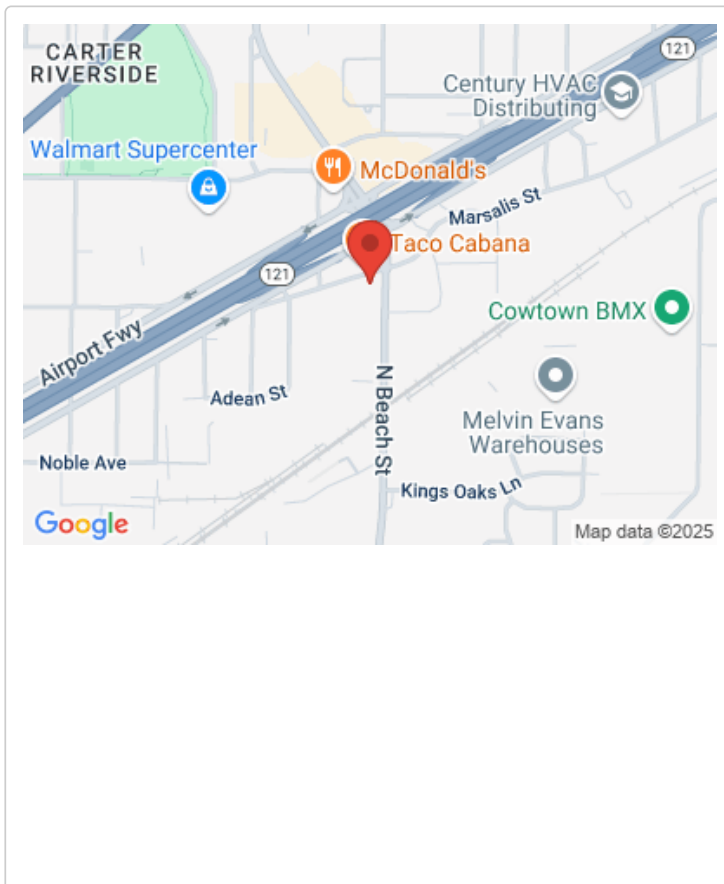 CARTER
RIVERSIDE
121
Century HVAC
Distributing
Walmart Supercenter
McDonald's
Marsalis St
Taco Cabana
121
Cowtown BMX
Airport Fwy
Adean St
N Beach St
Melvin Evans
Warehouses
Noble Ave
Kings Oaks Ln
Google
Map data ©2025